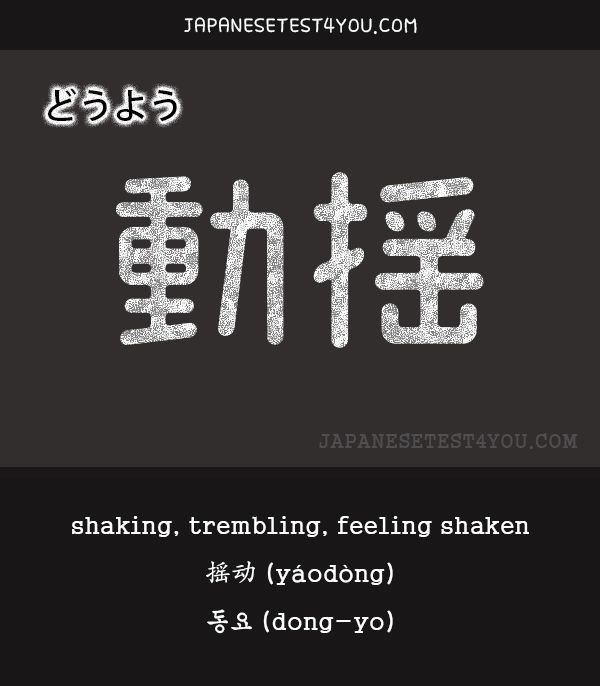 JAPANESETEST4YOU.COM
どうよう
動揺
JAPANESETEST4YOU.COM
shaking, trembling, feeling shaken
摇动 (yáodòng)
동요 (dong-yo)